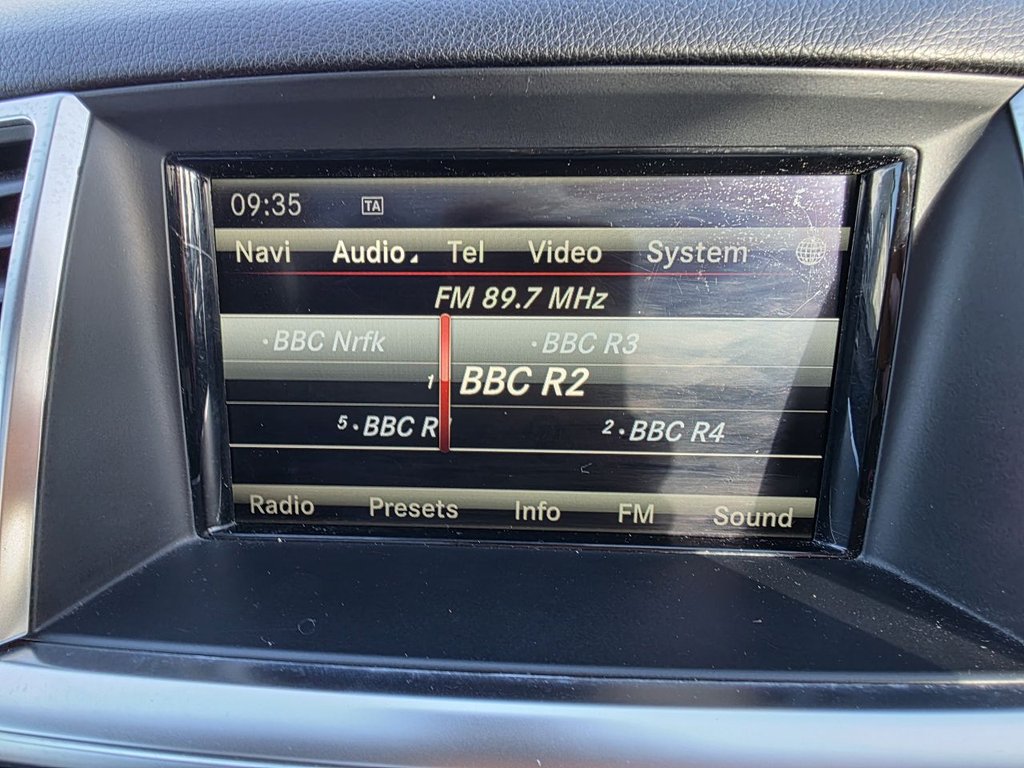 09:35 TA
Navi Audio Tel Video System
FM 89.7 MHz
•BBC Nrfk •BBC R3
1 BBC R2
5•BBC R 2•BBC R4
Radio Presets Info FM Sound